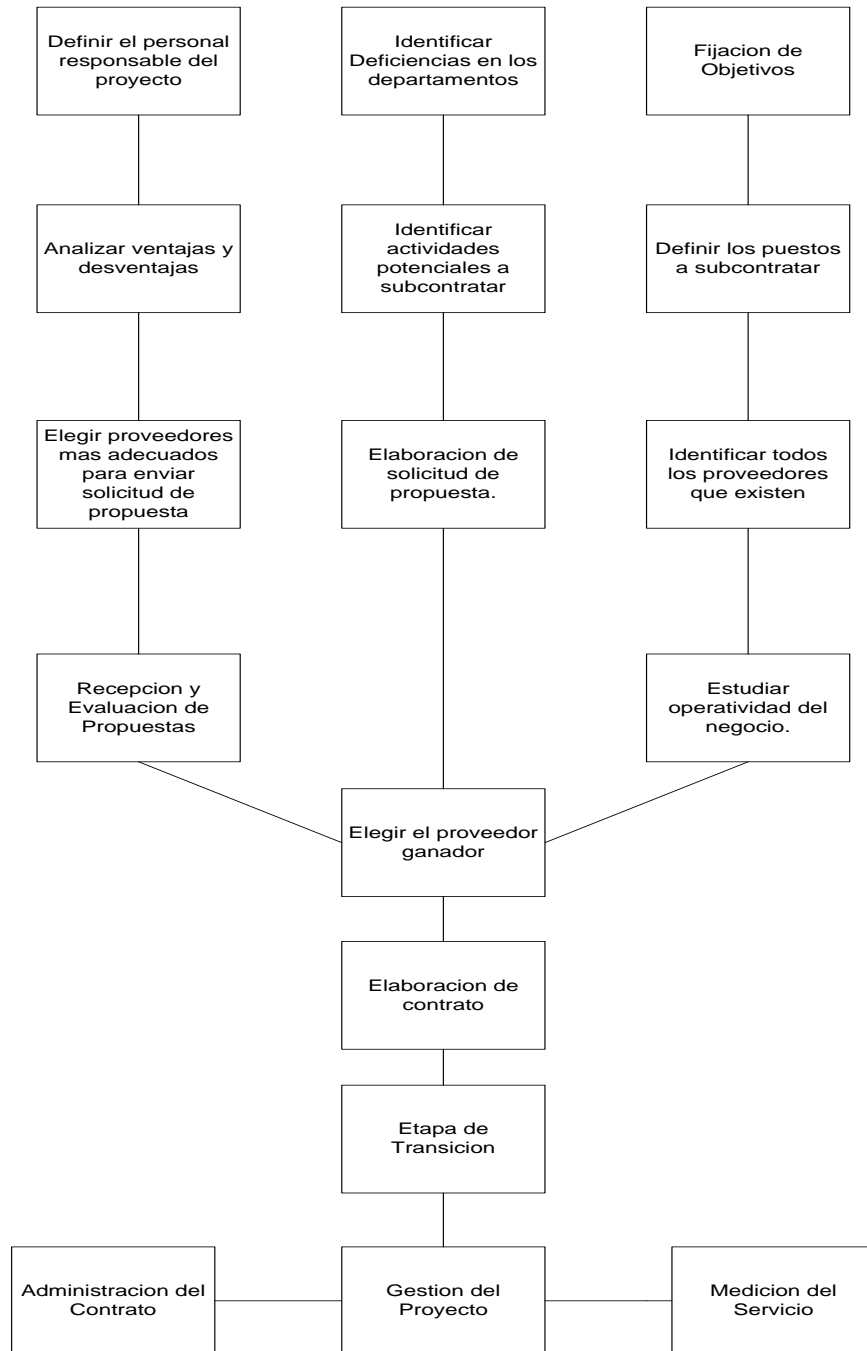 Definir el personal
responsable del
proyecto
Identificar
Deficiencias en los
departamentos
Fijacion de
Objetivos
Analizar ventajas y
desventajas
Identificar
actividades
potenciales a
subcontratar
Definir los puestos
a subcontratar
Elegir proveedores
mas adecuados
para enviar
solicitud de
propuesta
Elaboracion de
solicitud de
propuesta.
Identificar todos
los proveedores
que existen
Recepcion y
Evaluacion de
Propuestas
Estudiar
operatividad del
negocio.
Elegir el proveedor
ganador
Elaboracion de
contrato
Etapa de
Transicion
Administracion del
Contrato
Gestion del
Proyecto
Medicion del
Servicio